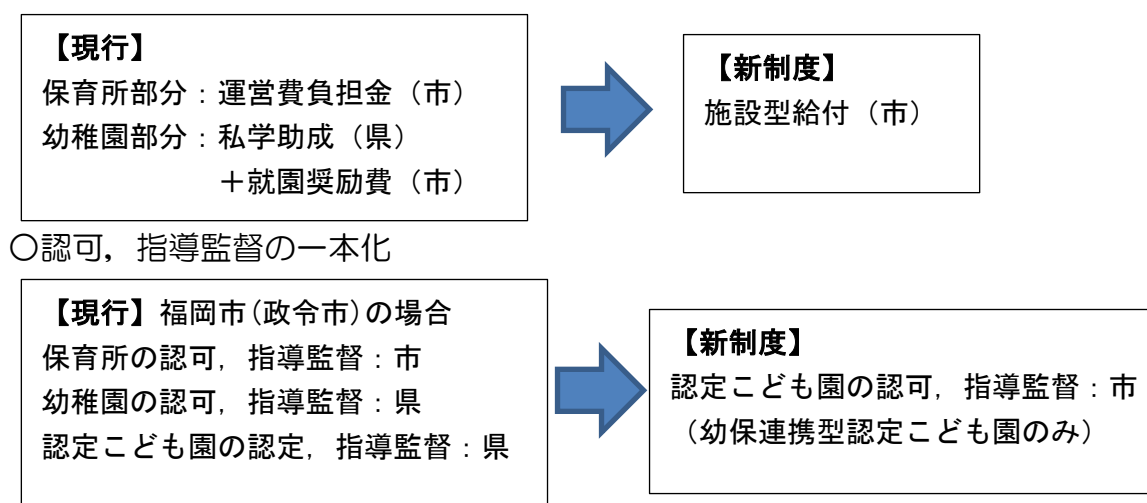 【現行】
保育所部分：運営費負担金（市）
幼稚園部分：私学助成（県）
＋就園奨励費（市）
【新制度】
施設型給付（市）
○認可，指導監督の一本化
【現行】福岡市(政令市)の場合
保育所の認可，指導監督：市
幼稚園の認可，指導監督：県
認定こども園の認定，指導監督：県
【新制度】
認定こども園の認可，指導監督：市
（幼保連携型認定こども園のみ）